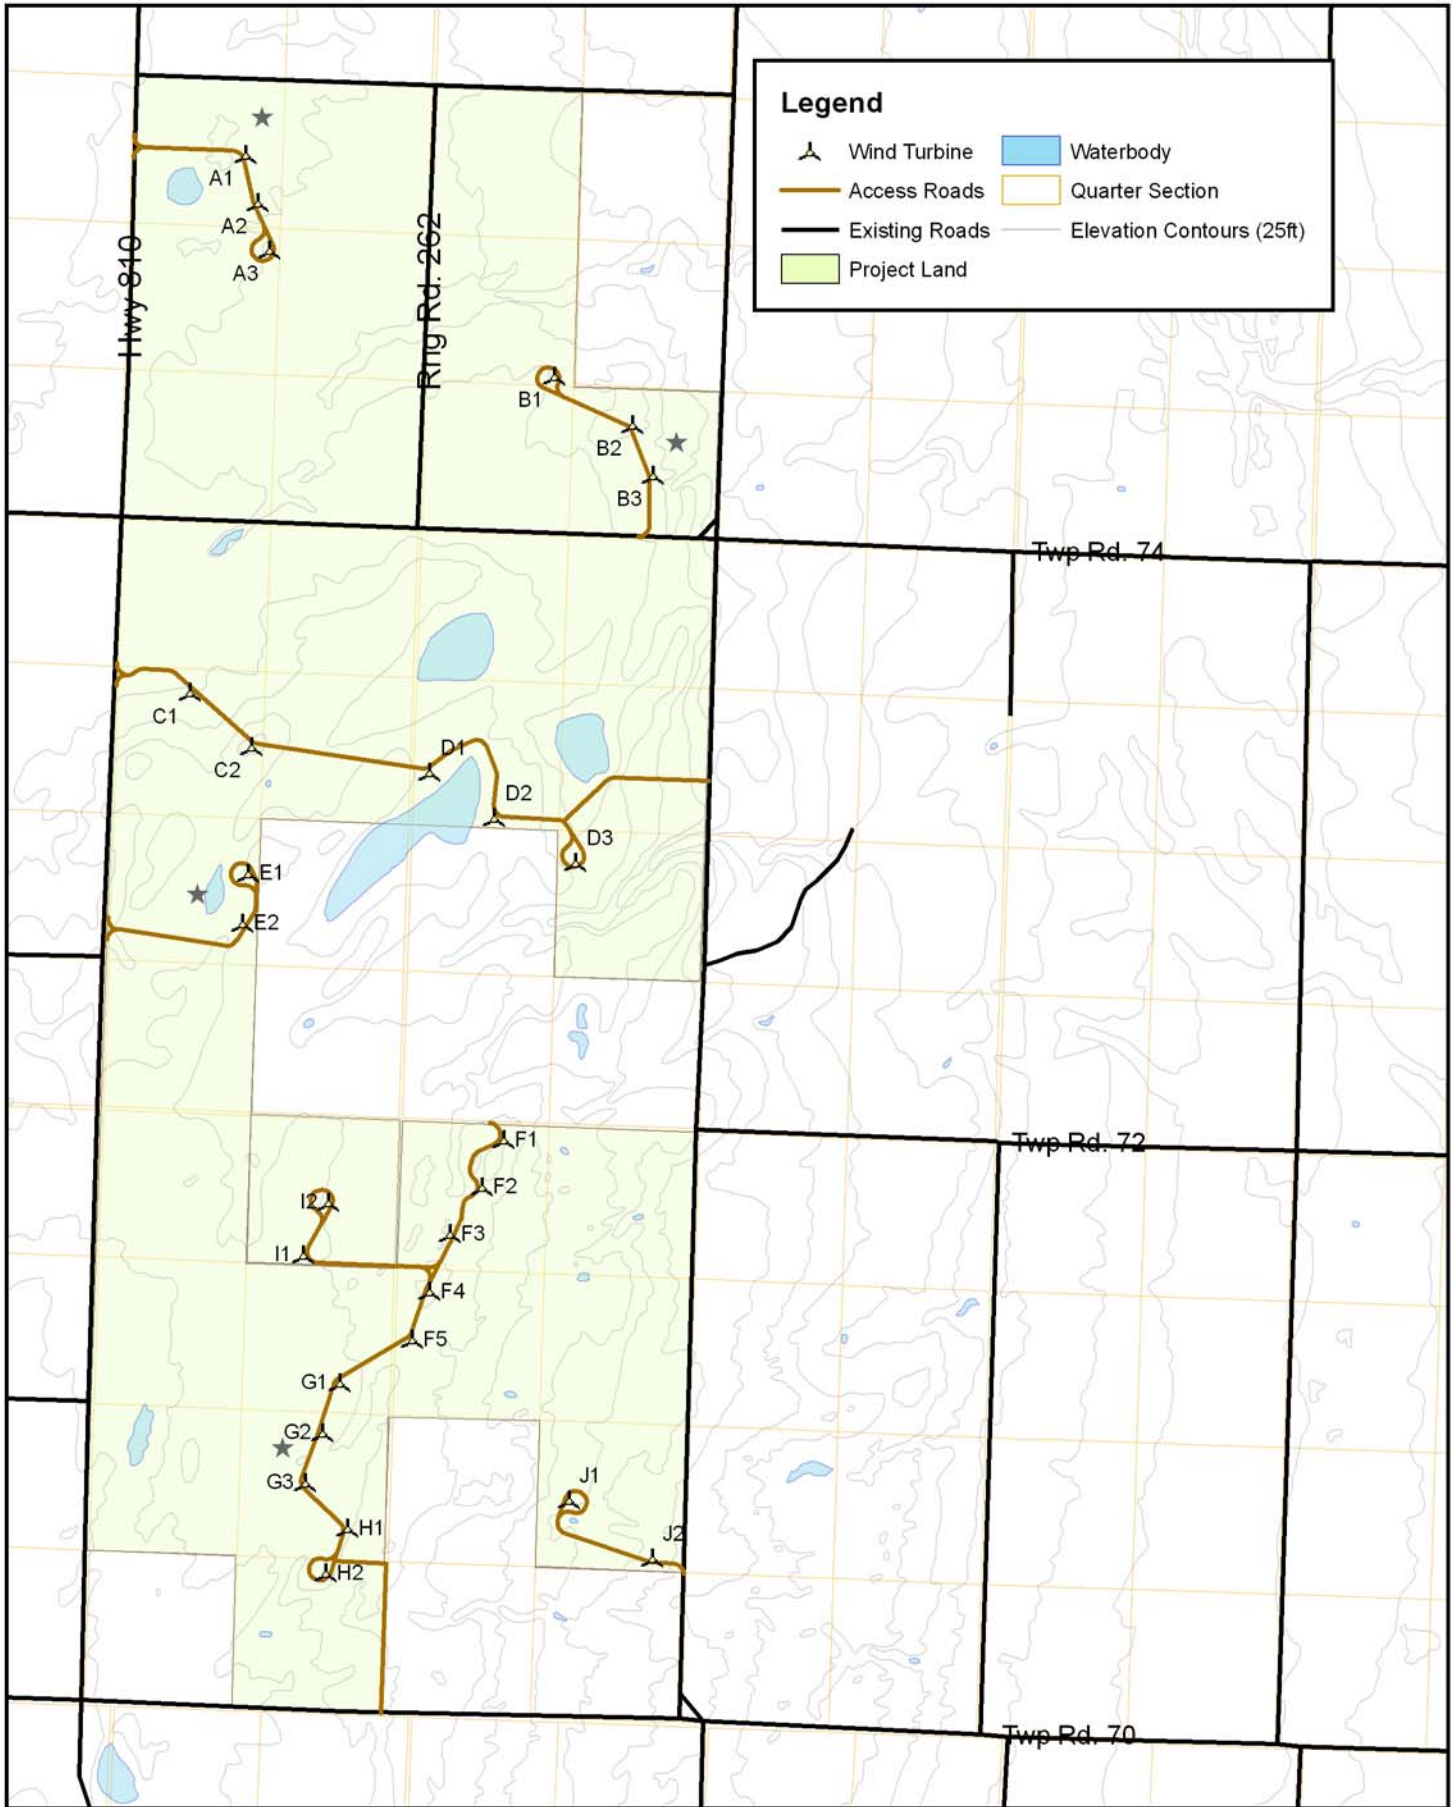 Legend
Wind Turbine
Waterbody
Access Roads
Quarter Section
Existing Roads
Elevation Contours (25ft)
Project Land
A1
A2
A3
Hwy 810
Rng Rd. 262
B1
B2
B3
Twp Rd. 74
C1
C2
D1
D2
D3
E1
E2
F1
Twp Rd. 72
F2
I2
F3
I1
F4
F5
G1
G2
G3
J1
H1
J2
H2
Twp Rd. 70